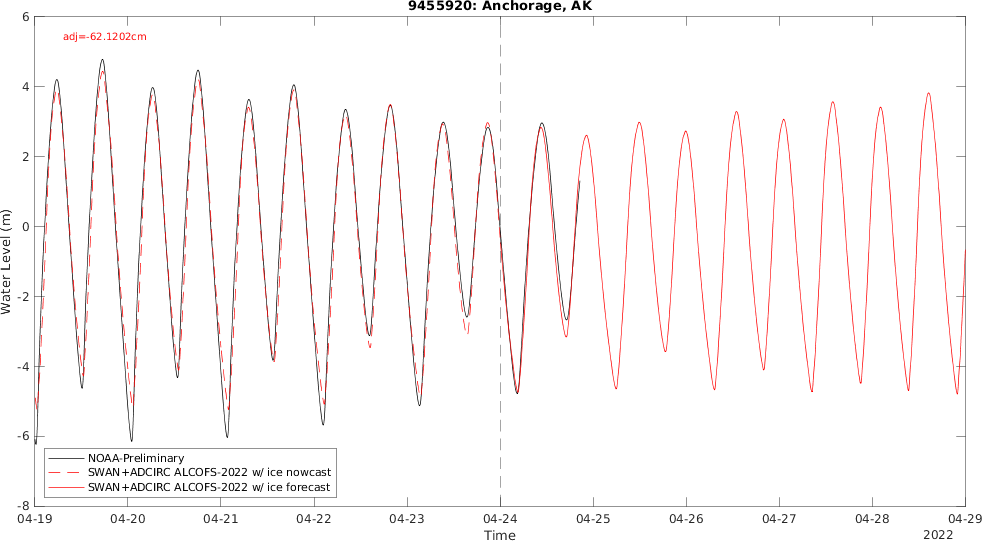 9455920: Anchorage, AK
adj=-62.1202cm
6
4
2
0
-2
-4
-6
-8
Water Level (m)
NOAA-Preliminary
SWAN+ADCIRC ALCOFS-2022 w/ ice nowcast
SWAN+ADCIRC ALCOFS-2022 w/ ice forecast
04-19 04-20 04-21 04-22 04-23 04-24 04-25 04-26 04-27 04-28 04-29
Time
2022